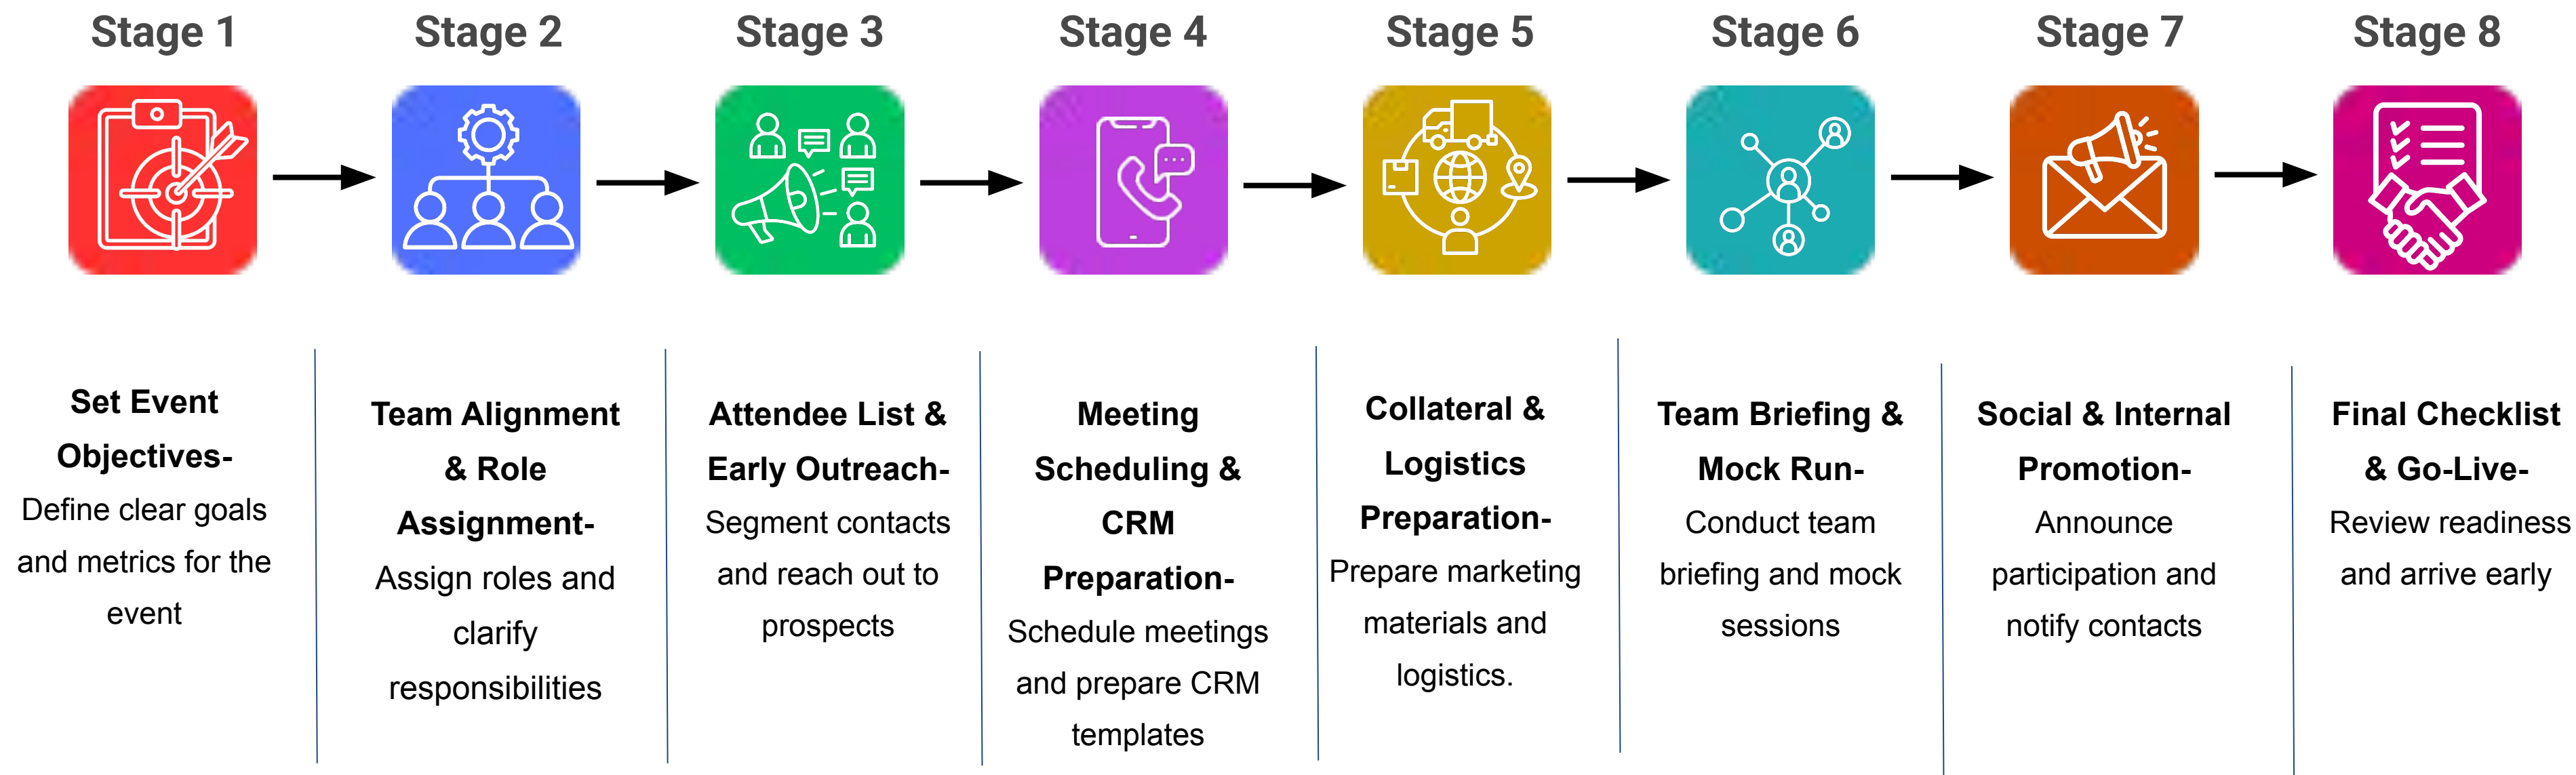 Stage 1
Stage 2
Stage 3
Stage 4
Stage 5
Stage 6
Stage 7
Stage 8
Set Event
Objectives-
Define clear goals
and metrics for the
event
Team Alignment
& Role
Assignment-
Assign roles and
clarify
responsibilities
Attendee List &
Early Outreach-
Segment contacts
and reach out to
prospects
Meeting
Scheduling &
CRM
Preparation-
Schedule meetings
and prepare CRM
templates
Collateral &
Logistics
Preparation-
Prepare marketing
materials and
logistics.
Team Briefing &
Mock Run-
Conduct team
briefing and mock
sessions
Social & Internal
Promotion-
Announce
participation and
notify contacts
Final Checklist
& Go-Live-
Review readiness
and arrive early